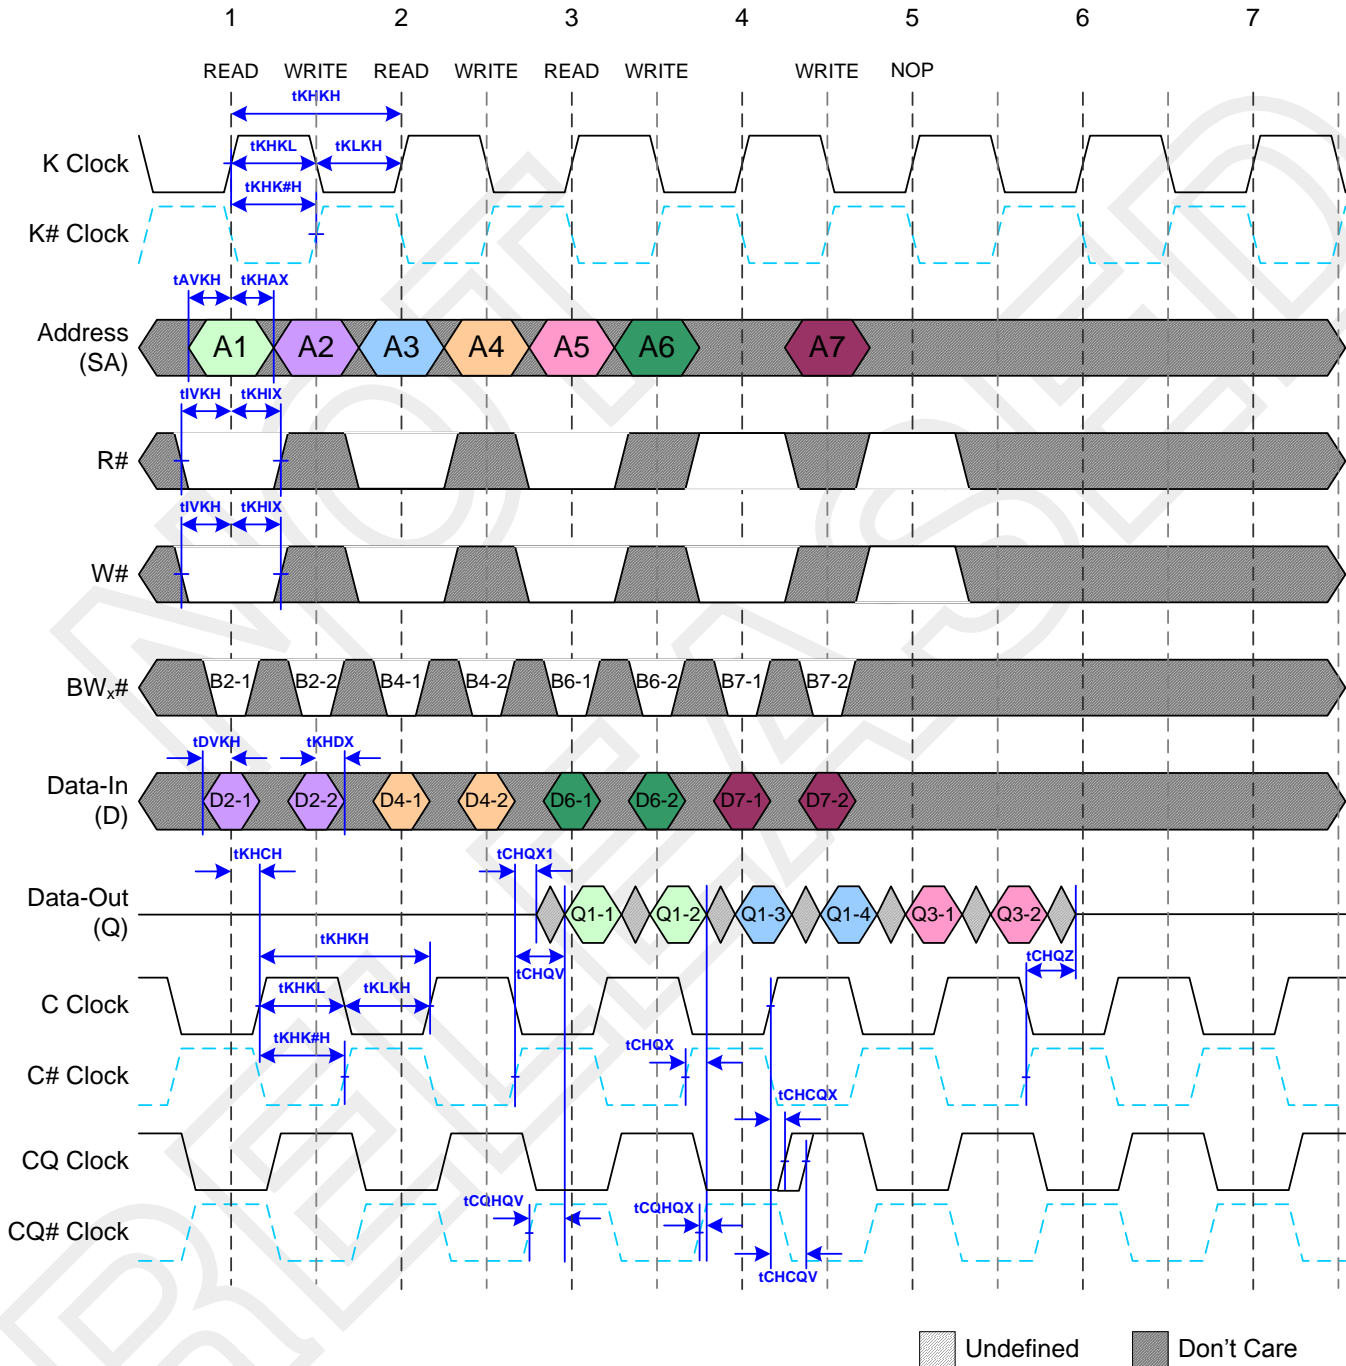 1 2 3 4 5 6 7
READ WRITE READ WRITE READ WRITE WRITE NOP
tKHKH
K Clock
tKHKL tKLKH
tKHK#H
K# Clock
tAVKH tKHAX
Address
(SA)
A1 A2 A3 A4 A5 A6 A7
tIVKH tKHIX
R#
tIVKH tKHIX
W#
BWx#
B2-1 B2-2 B4-1 B4-2 B6-1 B6-2 B7-1 B7-2
tDVKH tKHDX
Data-In
(D)
D2-1 D2-2 D4-1 D4-2 D6-1 D6-2 D7-1 D7-2
tKHCH tCHQX1
Data-Out
(Q)
Q1-1 Q1-2 Q1-3 Q1-4 Q3-1 Q3-2
tKHKH tCHQV tCHQZ
C Clock
tKHKL tKLKH
tKHK#H tCHQX
C# Clock
tCHCQX
CQ Clock
tCQHQV tCQHQX
CQ# Clock
tCHCQV
Undefined Don't Care
NOT
RELEASED